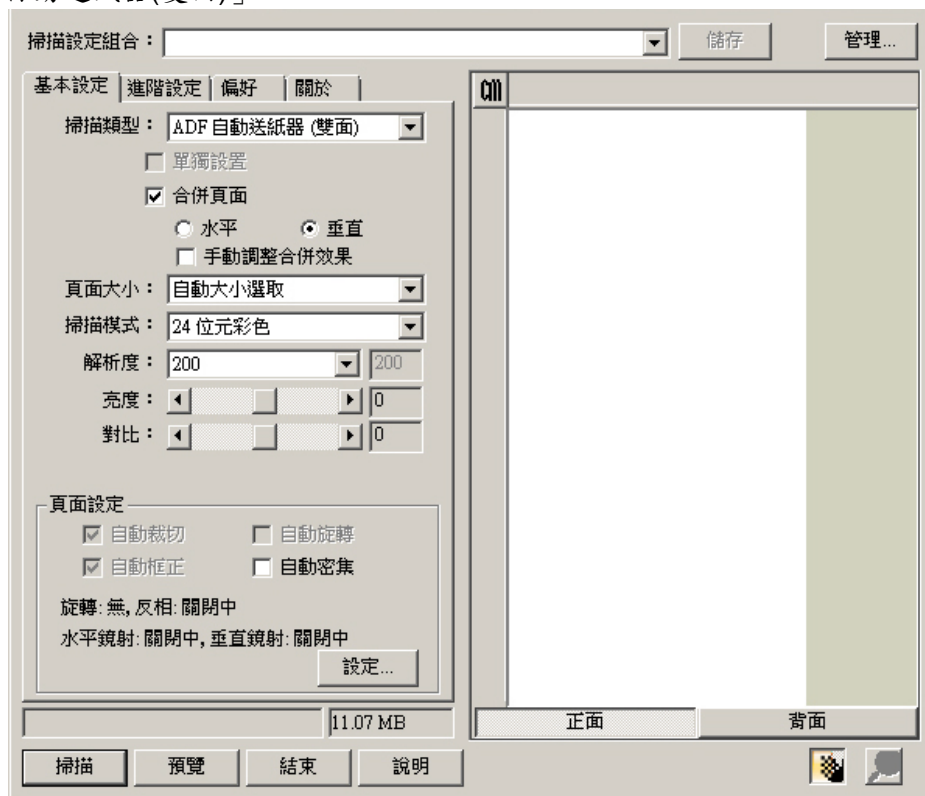 掃描設定組合：
儲存
管理...
基本設定
進階設定
偏好
關於
掃描類型：
ADF 自動送紙器 (雙面)
單獨設置
合併頁面
水平
垂直
手動調整合併效果
頁面大小：
自動大小選取
掃描模式：
24 位元彩色
解析度：
200
200
亮度：
0
對比：
0
頁面設定
自動裁切
自動旋轉
自動框正
自動密集
旋轉: 無, 反相: 關閉中
水平鏡射: 關閉中, 垂直鏡射: 關閉中
設定...
11.07 MB
正面
背面
掃描
預覽
結束
說明